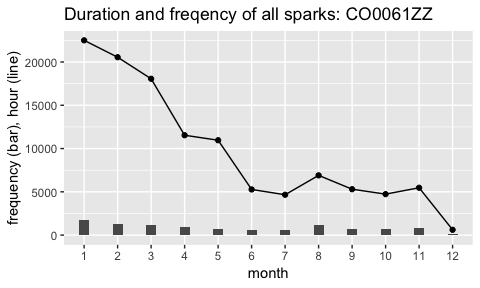 Duration and freqency of all sparks: CO0061ZZ
frequency (bar), hour (line)
20000
15000
10000
5000
0
1 2 3 4 5 6 7 8 9 10 11 12
month